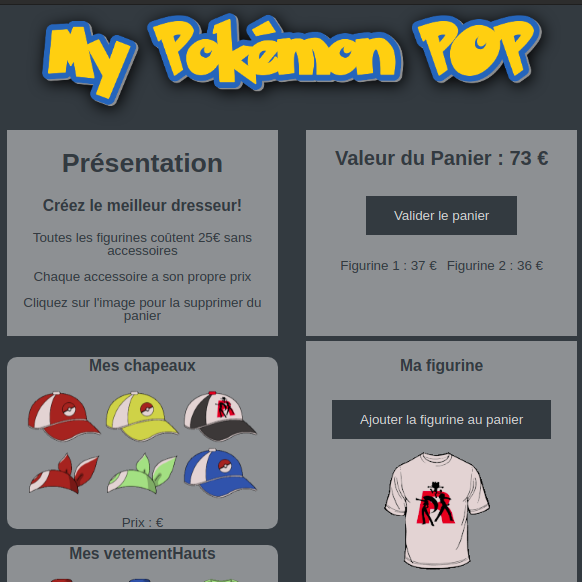 My Pokémon POP
Présentation
Créez le meilleur dresseur!
Toutes les figurines coûtent 25€ sans
accessoires
Chaque accessoire a son propre prix
Cliquez sur l'image pour la supprimer du
panier
Valeur du Panier : 73 €
Valider le panier
Figurine 1 : 37 € Figurine 2 : 36 €
Mes chapeaux
Prix : €
Mes vetementHauts
Ma figurine
Ajouter la figurine au panier